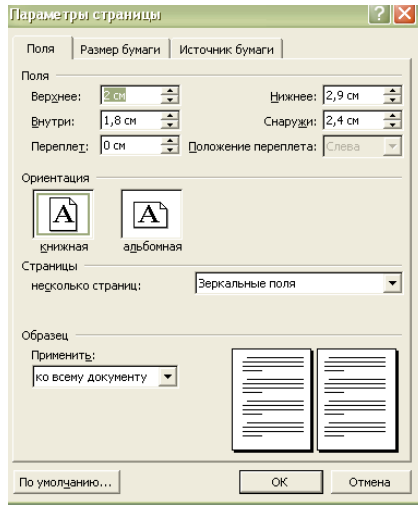 Параметры страницы
Поля Размер бумаги Источник бумаги
Поля
Верхнее: 2 см Нижнее: 2,9 см
Внутри: 1,8 см Снаружи: 2,4 см
Переплет: 0 см Положение переплета: Слева
Ориентация
A A
книжная альбомная
Страницы
несколько страниц: Зеркальные поля
Образец
Применить:
ко всему документу
По умолчанию... ОК Отмена